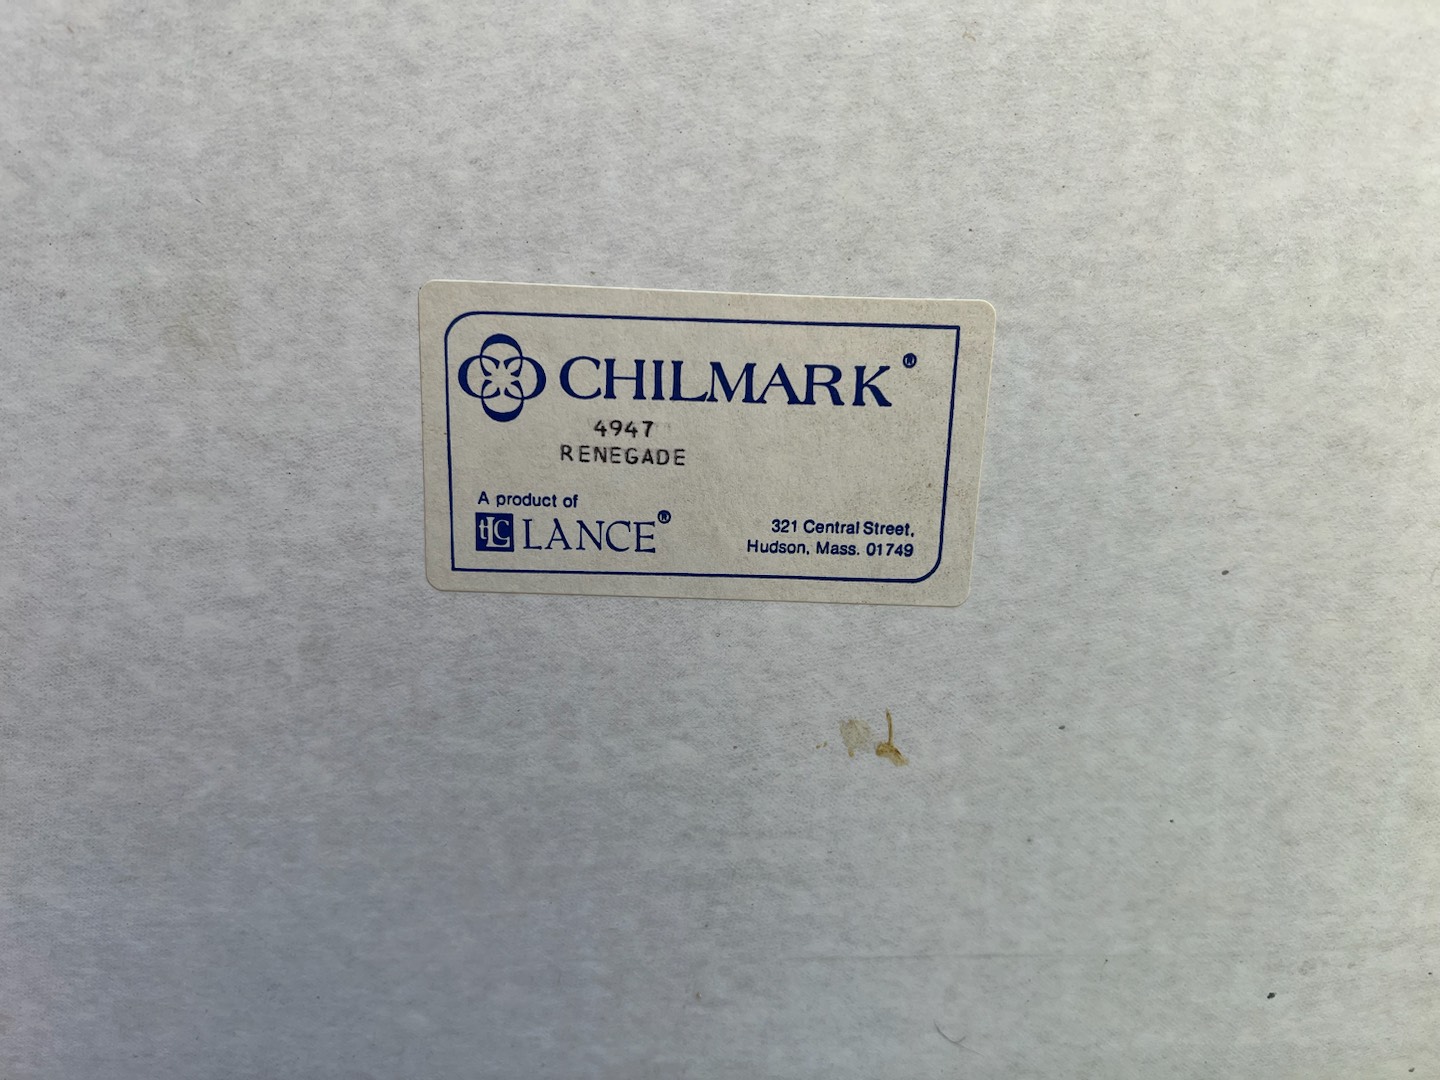 CHILMARK®
4947
RENEGADE
A product of
tLC LANCE®
321 Central Street,
Hudson, Mass. 01749